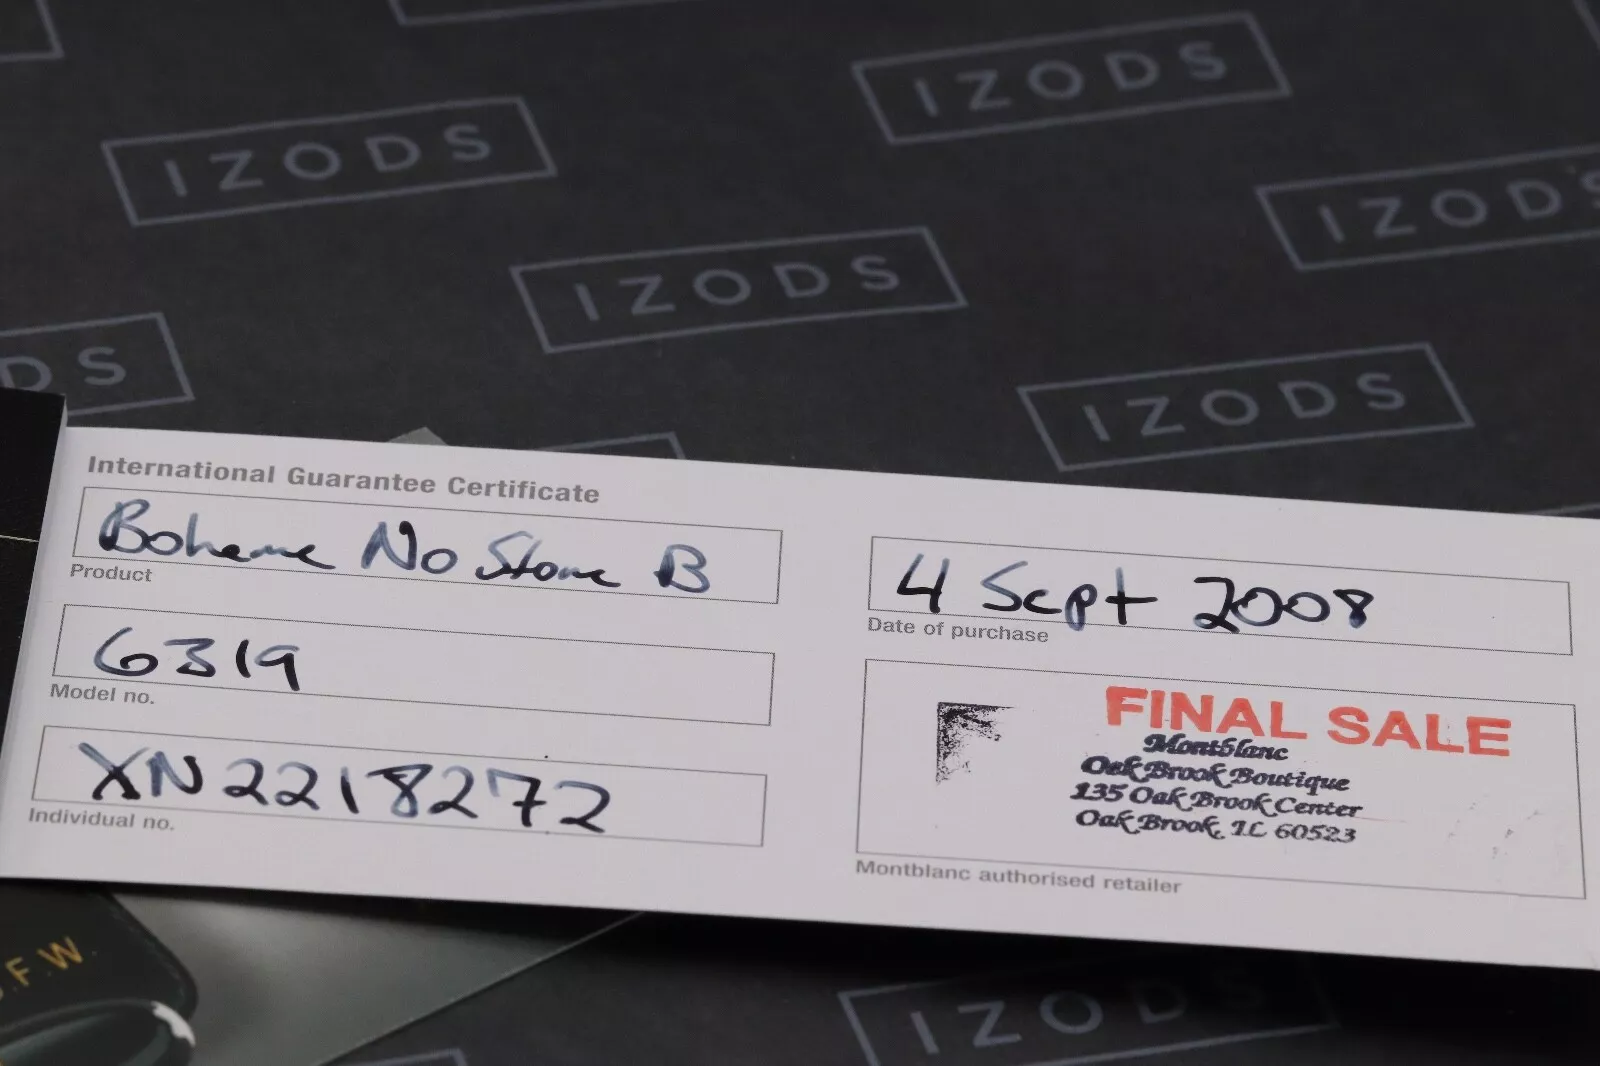 IZODS
IZODS
IZODS
IZODS
DS
IZODS
International Guarantee Certificate
Boheme No Stone B
Product
4 Sept 2008
Date of purchase
6319
Model no.
XN2218272
Individual no.
FINAL SALE
Montblanc
Oak Brook Boutique
135 Oak Brook Center
Oak Brook, IL 60523
Montblanc authorised retailer
.F.W.
IZODS